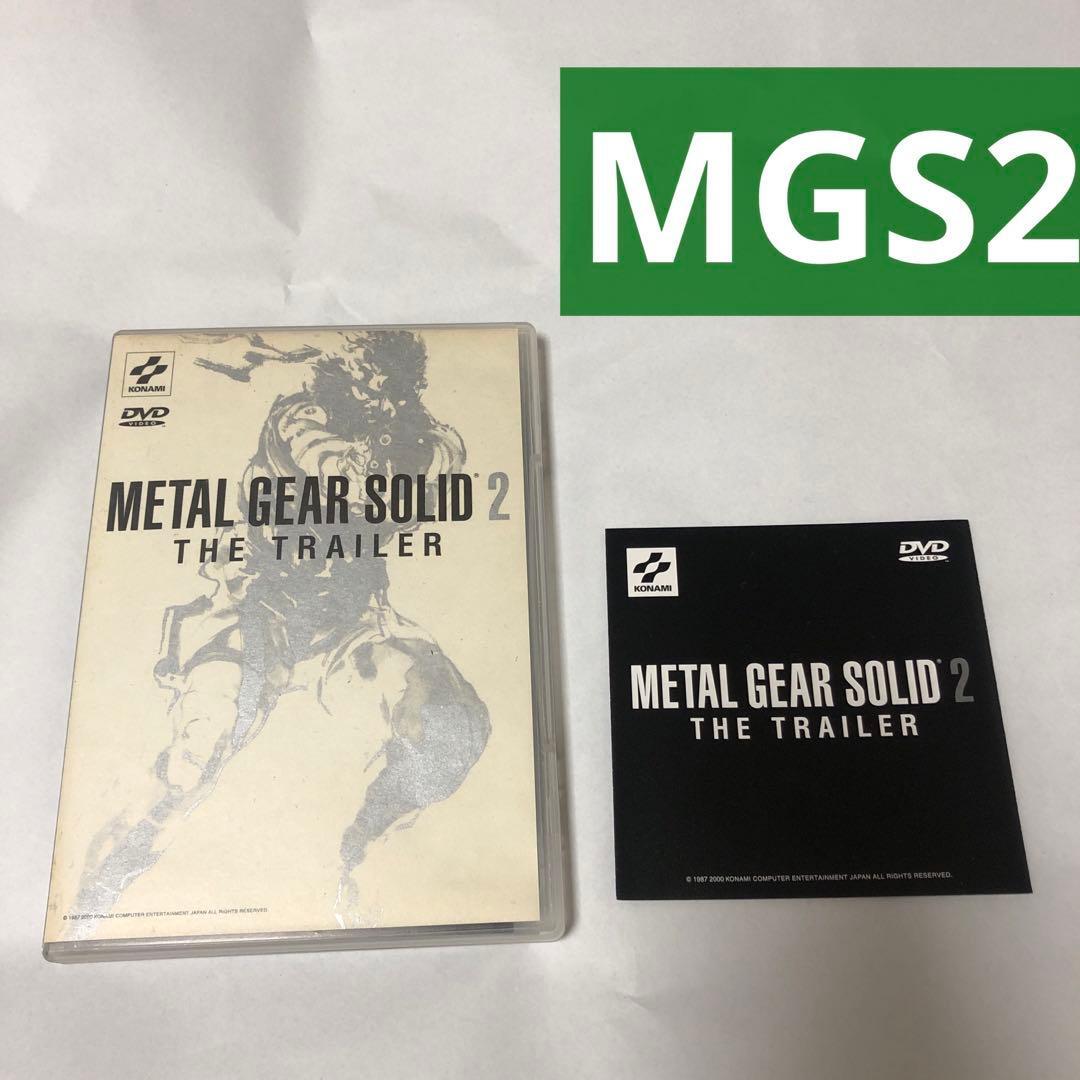 MGS2
KONAMI
DVD
VIDEO
METAL GEAR SOLID® 2
THE TRAILER
© 1987 2000 KONAMI COMPUTER ENTERTAINMENT JAPAN ALL RIGHTS RESERVED.
KONAMI
DVD
VIDEO
METAL GEAR SOLID® 2
THE TRAILER
© 1987 2000 KONAMI COMPUTER ENTERTAINMENT JAPAN ALL RIGHTS RESERVED.